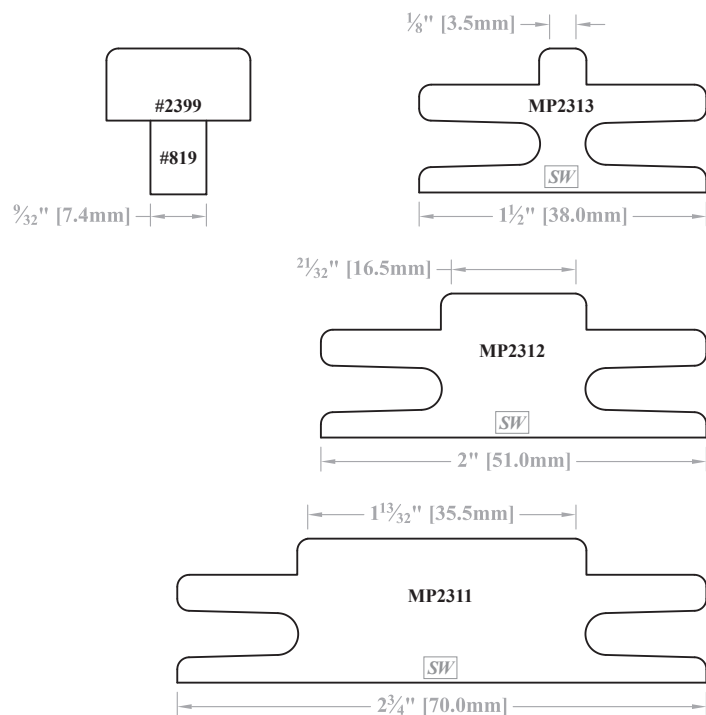 #2399
#819
⁹⁄₃₂" [7.4mm]
⅛" [3.5mm]
MP2313
SW
1½" [38.0mm]
²¹⁄₃₂" [16.5mm]
MP2312
SW
2" [51.0mm]
1¹³⁄₃₂" [35.5mm]
MP2311
SW
2¾" [70.0mm]